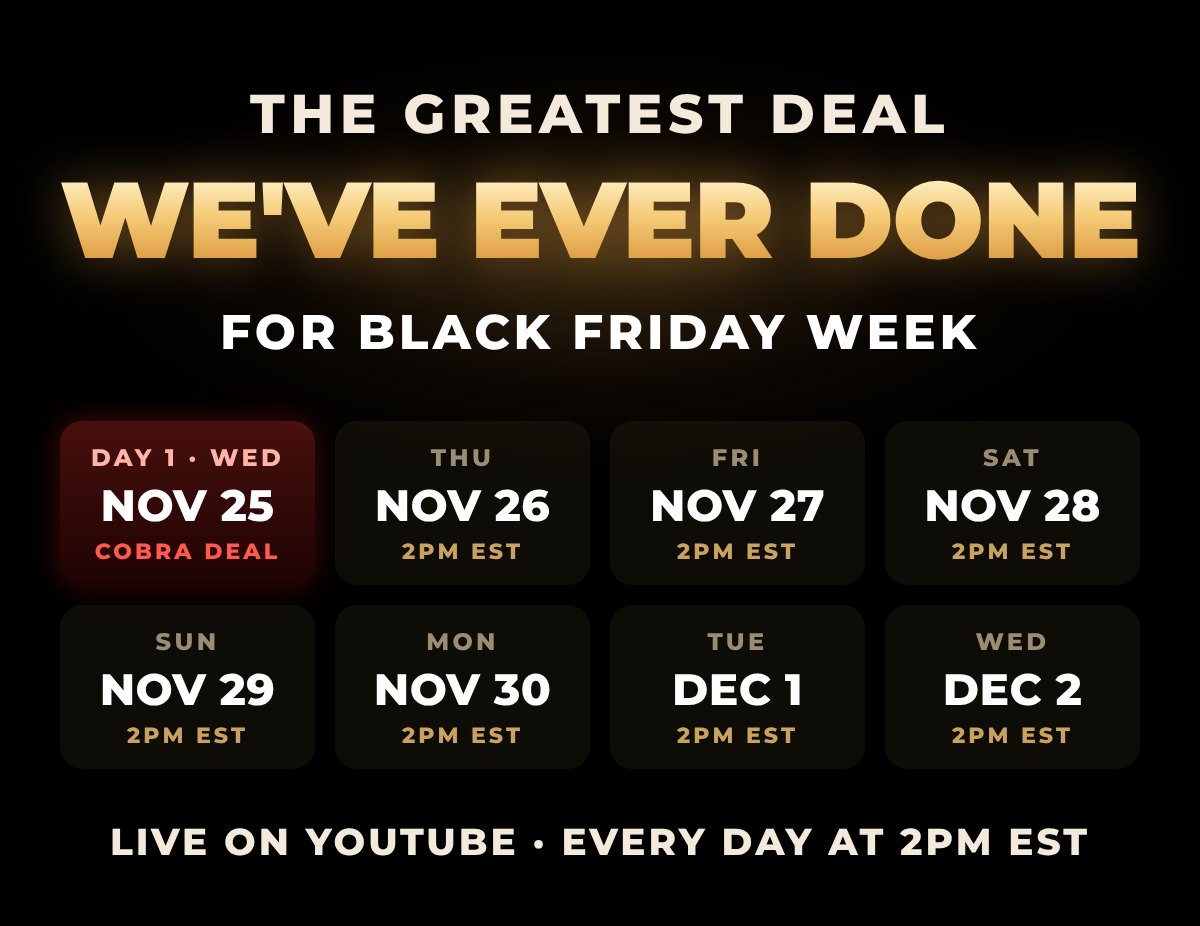 THE GREATEST DEAL
WE'VE EVER DONE
FOR BLACK FRIDAY WEEK
DAY 1 · WED
NOV 25
COBRA DEAL
THU
NOV 26
2PM EST
FRI
NOV 27
2PM EST
SAT
NOV 28
2PM EST
SUN
NOV 29
2PM EST
MON
NOV 30
2PM EST
TUE
DEC 1
2PM EST
WED
DEC 2
2PM EST
LIVE ON YOUTUBE · EVERY DAY AT 2PM EST